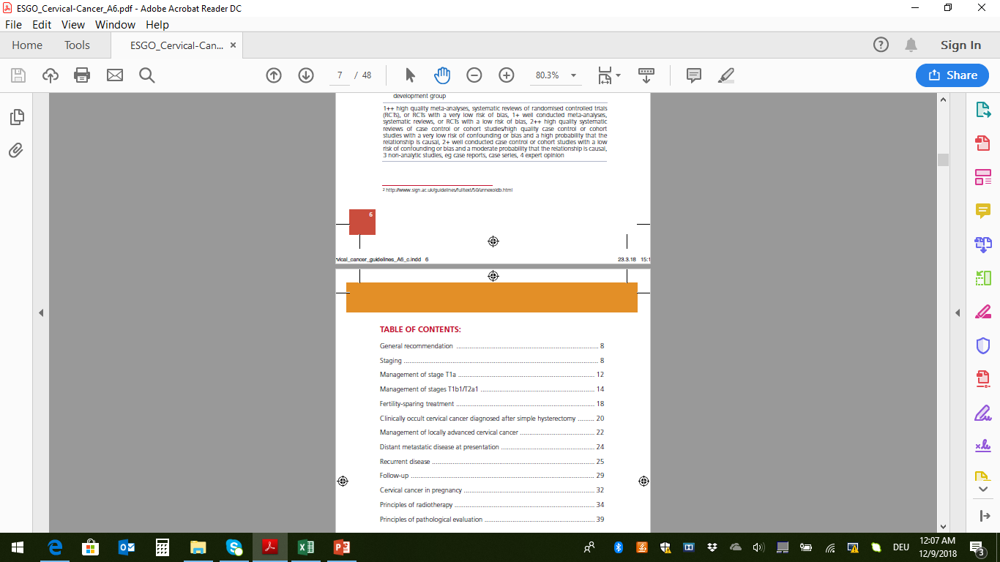 ESGO_Cervical-Cancer_A6.pdf - Adobe Acrobat Reader DC
File Edit View Window Help
Home Tools ESGO_Cervical-Can... × Sign In
7 / 48 80.3% Share
development group
1++ high quality meta-analyses, systematic reviews of randomised controlled trials
(RCTs), or RCTs with a very low risk of bias, 1+ well conducted meta-analyses,
systematic reviews, or RCTs with a low risk of bias, 2++ high quality systematic
reviews of case control or cohort studies/high quality case control or cohort
studies with a very low risk of confounding or bias and a high probability that the
relationship is causal, 2+ well conducted case control or cohort studies with a low
risk of confounding or bias and a moderate probability that the relationship is causal,
3 non-analytic studies, eg case reports, case series, 4 expert opinion
2 http://www.sign.ac.uk/guidelines/fulltext/50/annexoldb.html
6
rvical_cancer_guidelines_A6_c.indd 6 23.3.18 15:1
TABLE OF CONTENTS:
General recommendation ................ 8
Staging ................ 8
Management of stage T1a ................ 12
Management of stages T1b1/T2a1 ................ 14
Fertility-sparing treatment ................ 18
Clinically occult cervical cancer diagnosed after simple hysterectomy ......... 20
Management of locally advanced cervical cancer ................ 22
Distant metastatic disease at presentation ................ 24
Recurrent disease ................ 25
Follow-up ................ 29
Cervical cancer in pregnancy ................ 32
Principles of radiotherapy ................ 34
Principles of pathological evaluation ................ 39
DEU 12:07 AM
12/9/2018 3